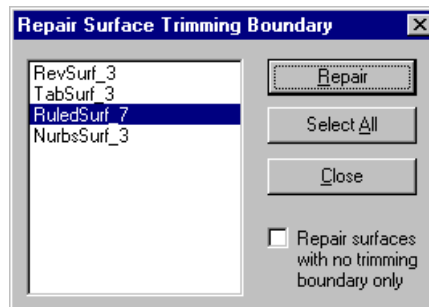 Repair Surface Trimming Boundary
RevSurf_3
TabSurf_3
RuledSurf_7
NurbsSurf_3
Repair
Select All
Close
Repair surfaces
with no trimming
boundary only